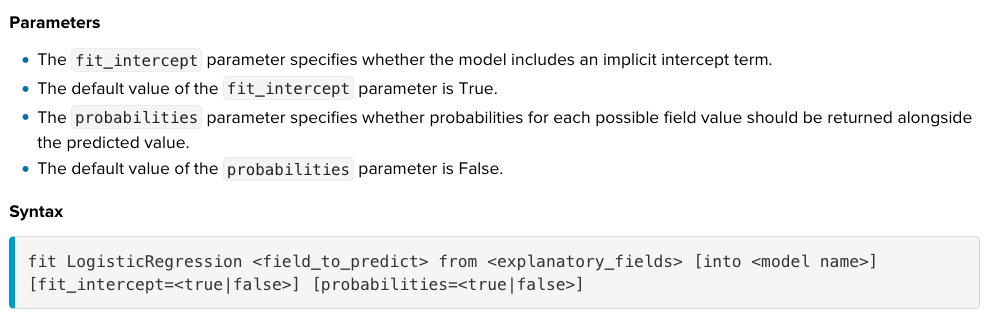 Parameters
The fit_intercept parameter specifies whether the model includes an implicit intercept term.
The default value of the fit_intercept parameter is True.
The probabilities parameter specifies whether probabilities for each possible field value should be returned alongside
the predicted value.
The default value of the probabilities parameter is False.
Syntax
fit LogisticRegression <field_to_predict> from <explanatory_fields> [into <model name>]
[fit_intercept=<true|false>] [probabilities=<true|false>]